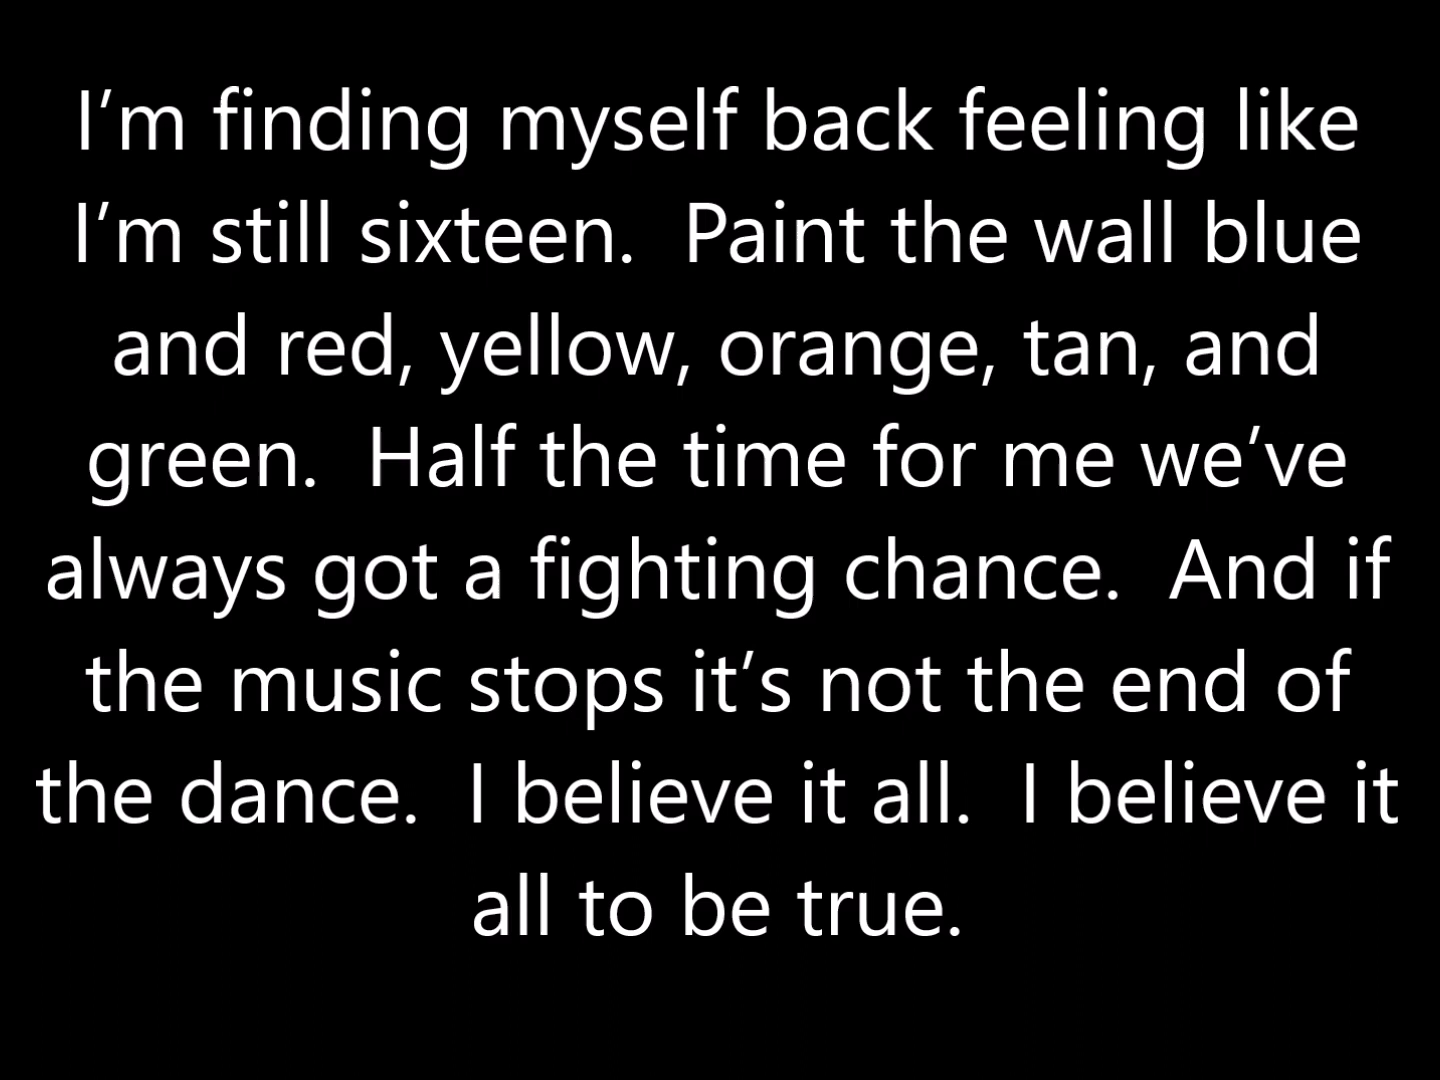 I’m finding myself back feeling like
I’m still sixteen.  Paint the wall blue
and red, yellow, orange, tan, and
green.  Half the time for me we’ve
always got a fighting chance.  And if
the music stops it’s not the end of
the dance.  I believe it all.  I believe it
all to be true.